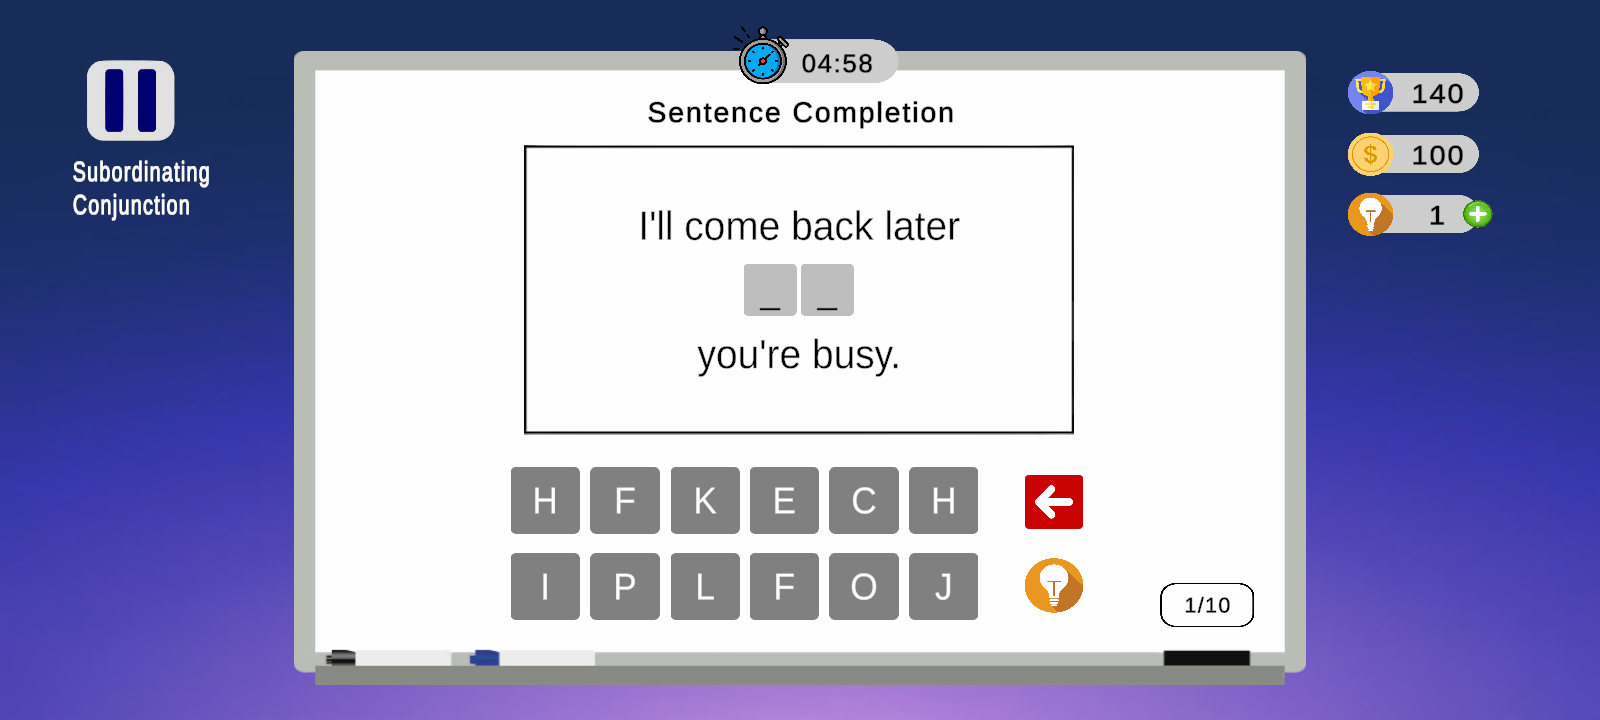 04:58
Sentence Completion
Subordinating
Conjunction
140
$
100
1
I'll come back later
_ _
you're busy.
H F K E C H
I P L F O J
1/10